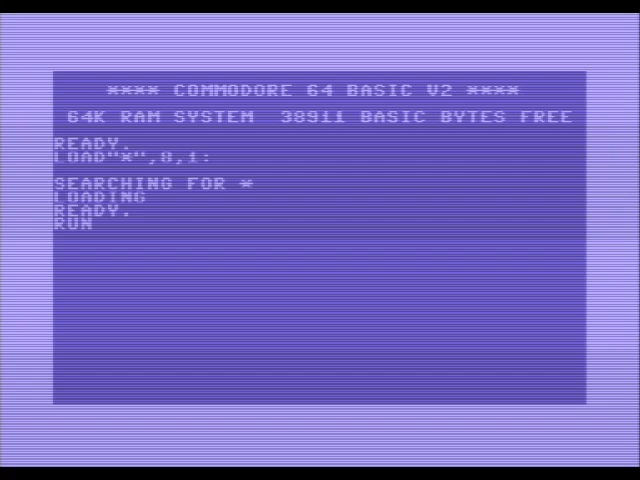 **** COMMODORE 64 BASIC V2 ****
64K RAM SYSTEM  38911 BASIC BYTES FREE
READY.
LOAD"*",8,1:
SEARCHING FOR *
LOADING
READY.
RUN